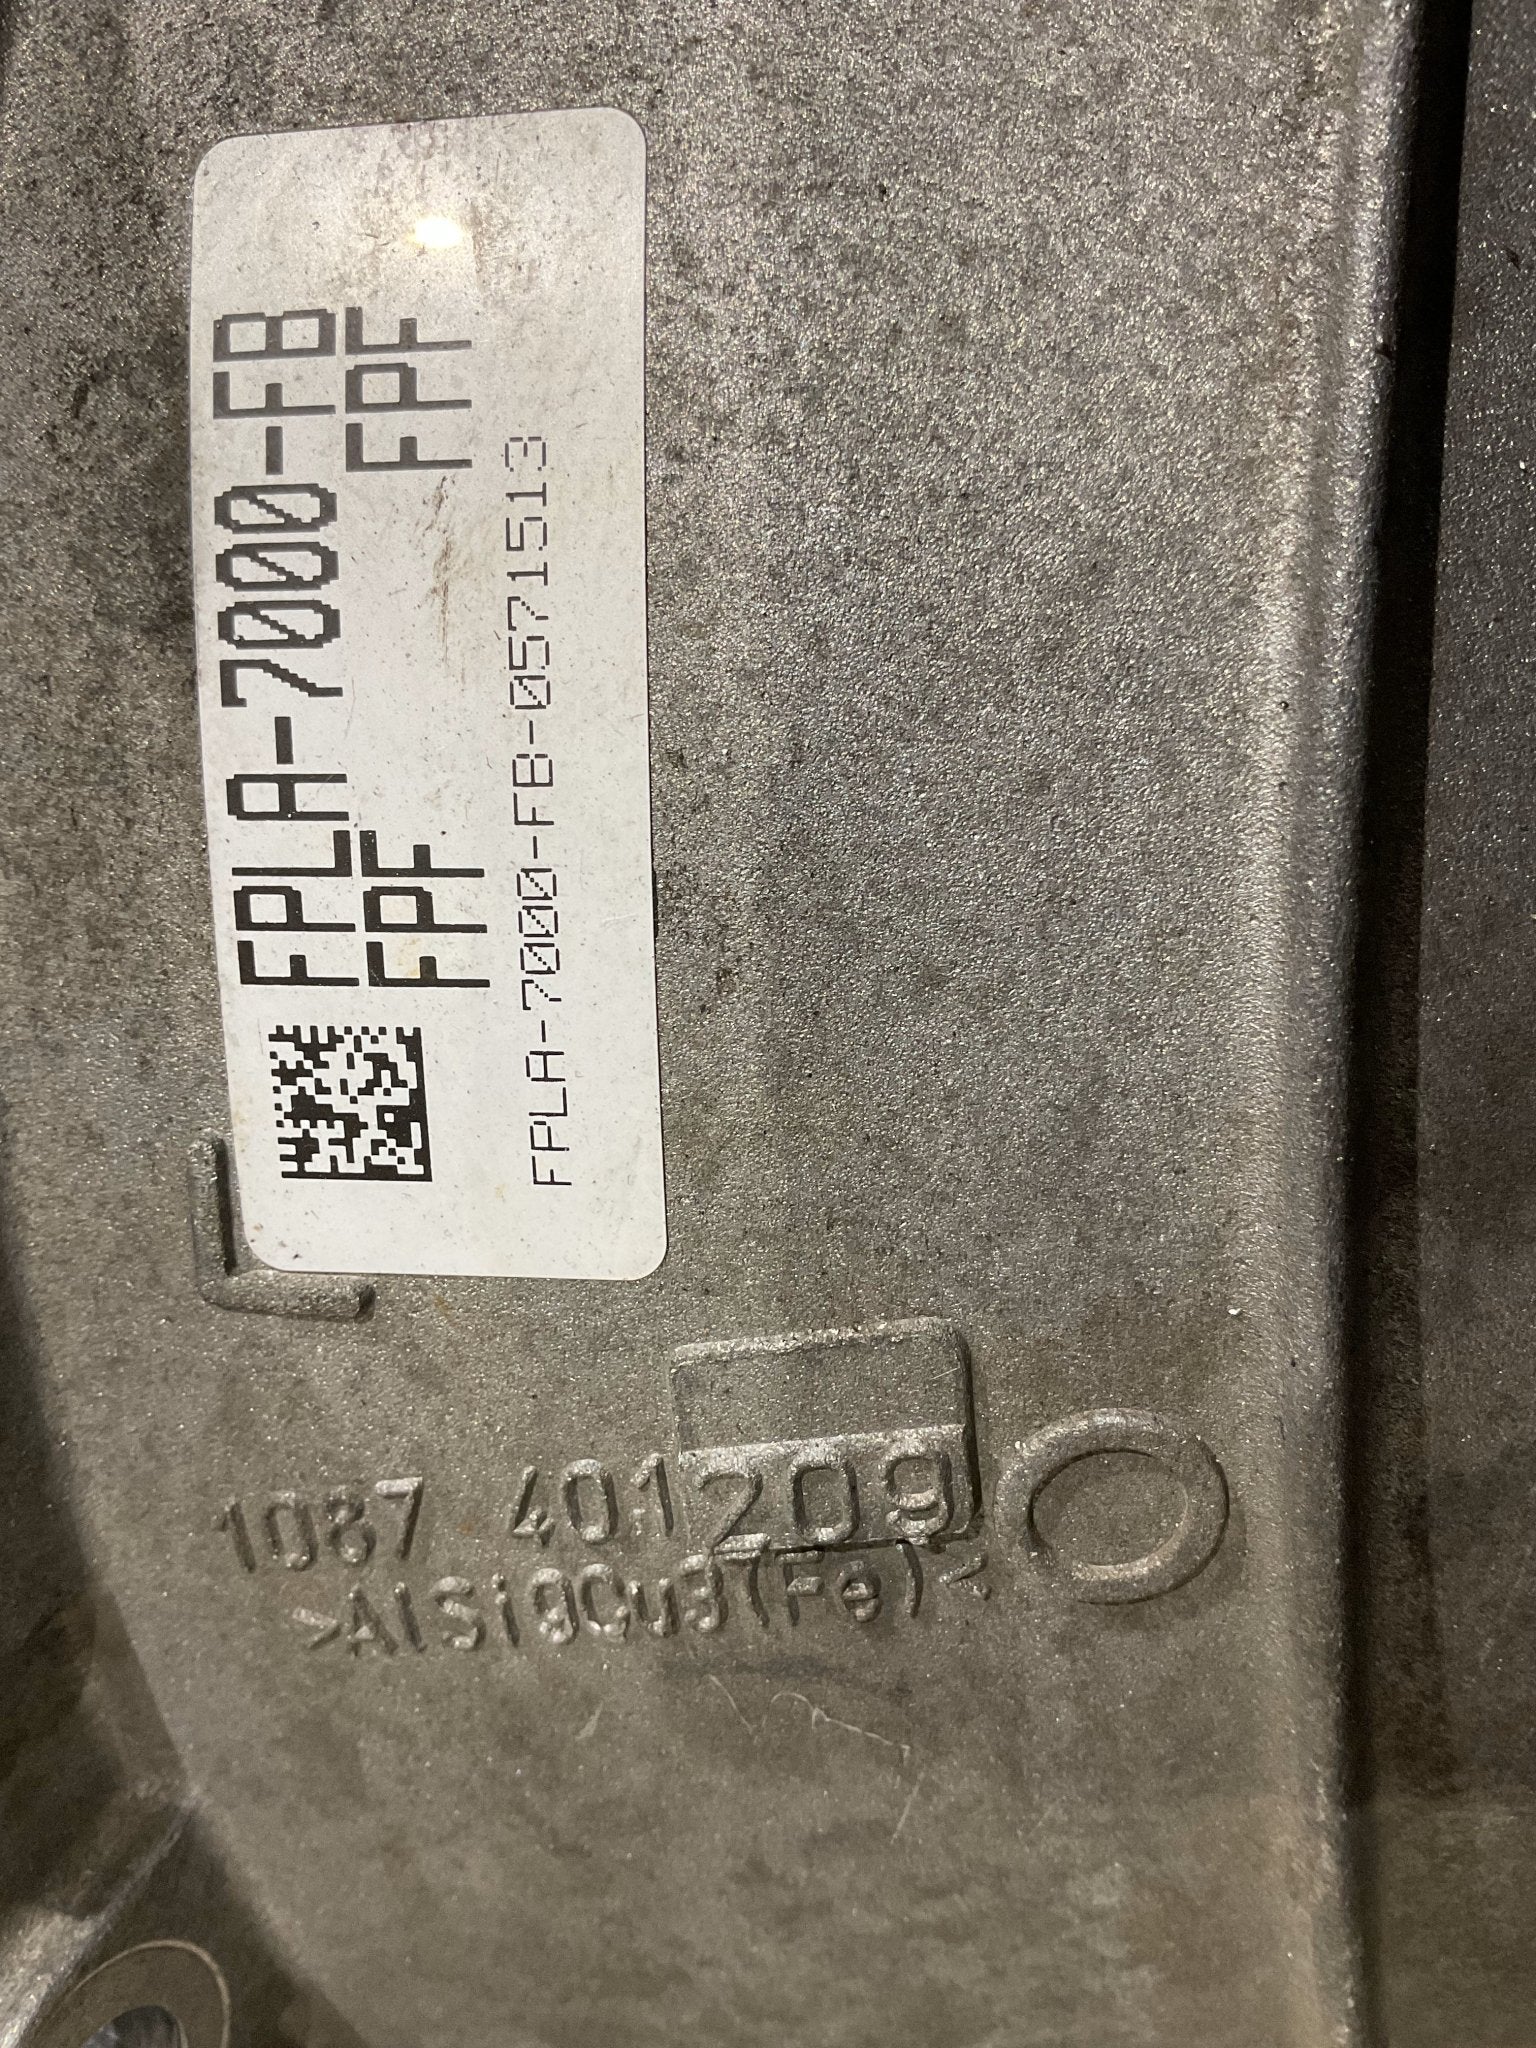 FPLA-7000-FB
FPF FPF
FPLA-7000-FB-0571513
1087 401209
>AlSi9Cu3(Fe)<